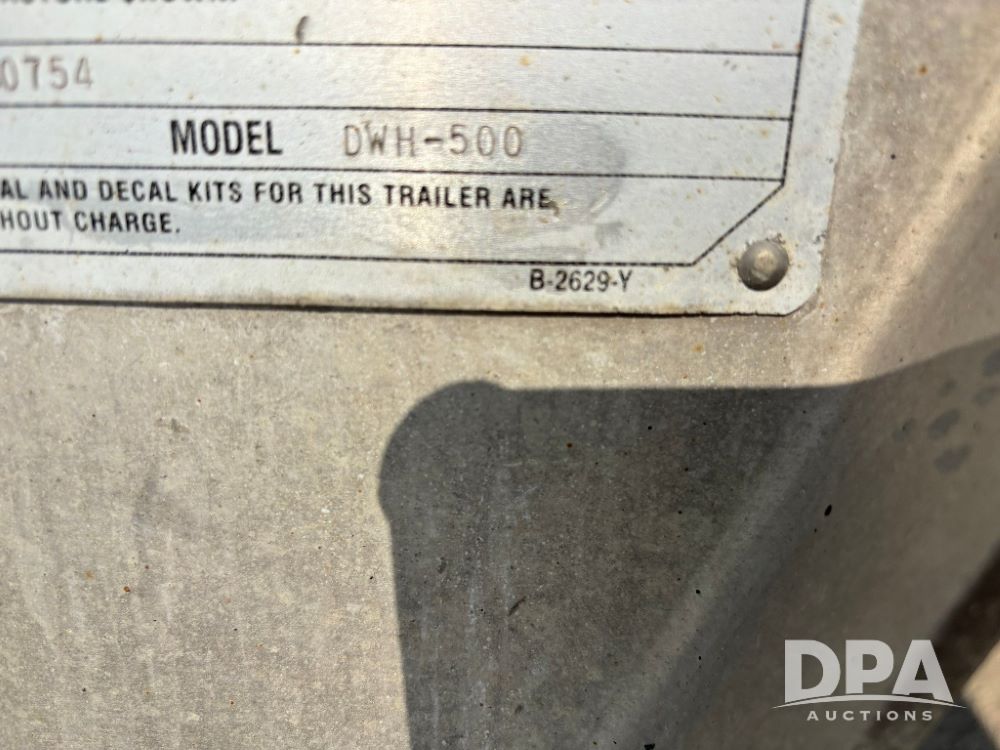 0754
MODEL DWH-500
AL AND DECAL KITS FOR THIS TRAILER ARE
HOUT CHARGE.
B-2629-Y
DPA
AUCTIONS